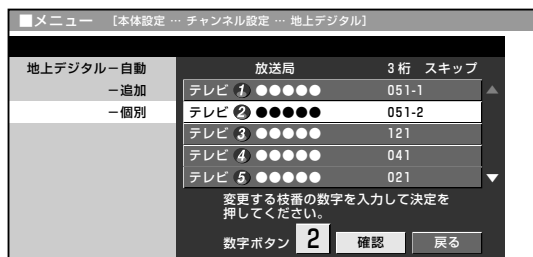 ■メニュー [本体設定 … チャンネル設定 … 地上デジタル]
地上デジタル－自動
－追加
－個別
放送局 3桁 スキップ
テレビ 1 ●●●●● 051-1
テレビ 2 ●●●●● 051-2
テレビ 3 ●●●●● 121
テレビ 4 ●●●●● 041
テレビ 5 ●●●●● 021
変更する枝番の数字を入力して決定を
押してください。
数字ボタン 2 確認 戻る